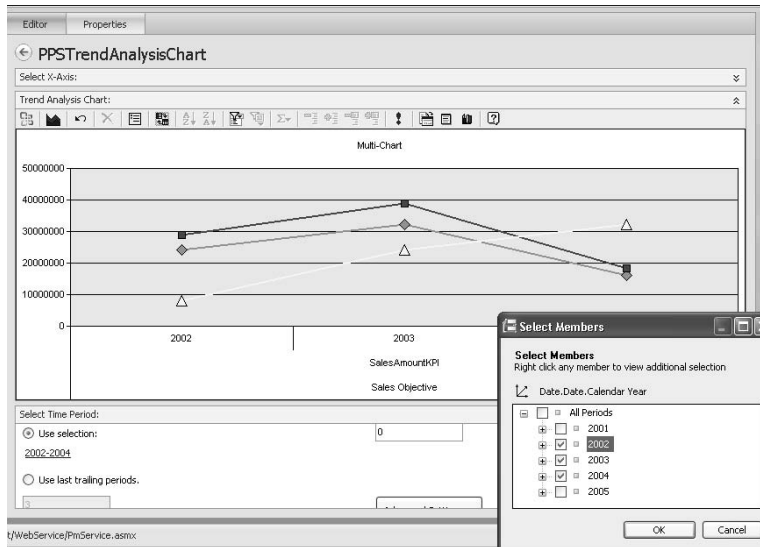 Editor Properties
PPSTrendAnalysisChart
Select X-Axis:
Trend Analysis Chart:
Multi-Chart
50000000
40000000
30000000
20000000
10000000
0
2002 2003
SalesAmountKPI
Sales Objective
Select Time Period:
Use selection:
0
2002-2004
Use last trailing periods.
3
t/WebService/PmService.asmx
Select Members
Select Members
Right click any member to view additional selection
Date.Date.Calendar Year
All Periods
2001
2002
2003
2004
2005
OK Cancel